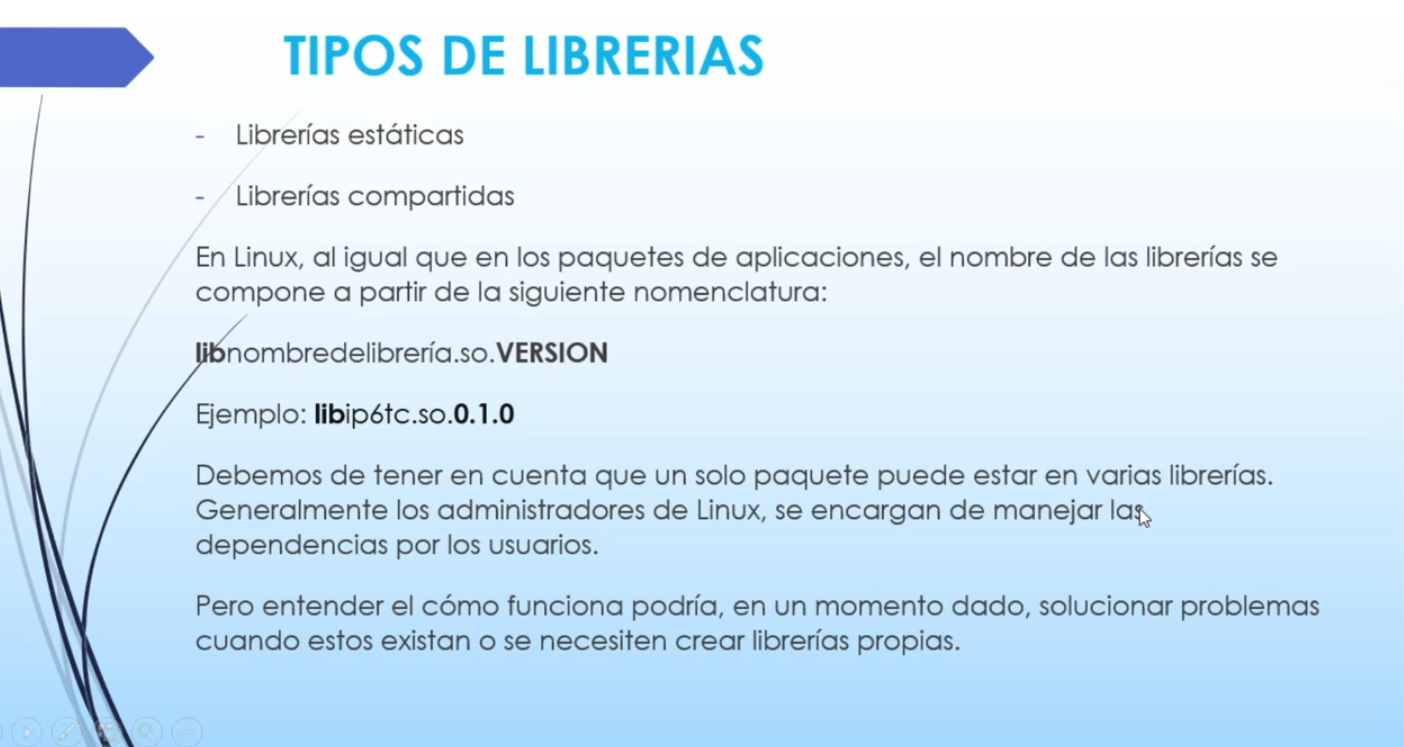 TIPOS DE LIBRERIAS
- Librerías estáticas
- Librerías compartidas
En Linux, al igual que en los paquetes de aplicaciones, el nombre de las librerías se
compone a partir de la siguiente nomenclatura:
libnombredelibrería.so.VERSION
Ejemplo: libip6tc.so.0.1.0
Debemos de tener en cuenta que un solo paquete puede estar en varias librerías.
Generalmente los administradores de Linux, se encargan de manejar las
dependencias por los usuarios.
Pero entender el cómo funciona podría, en un momento dado, solucionar problemas
cuando estos existan o se necesiten crear librerías propias.